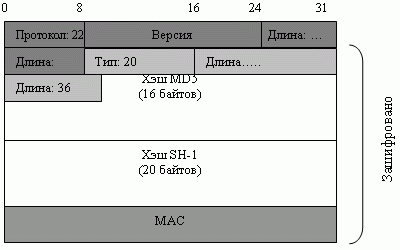 0 8 16 24 31
Протокол: 22 Версия Длина: …
Длина: Тип: 20 Длина…..
Хэш MD5
Длина: 36 (16 байтов)
Хэш SH-1
(20 байтов)
MAC
Зашифровано